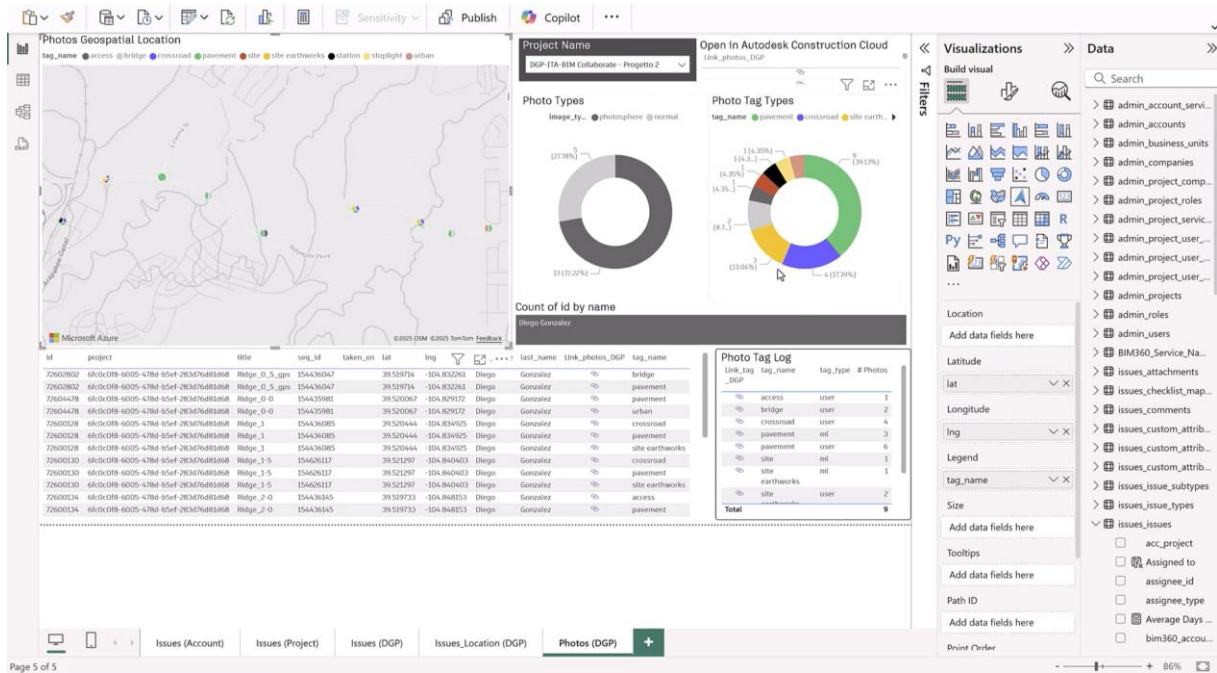 Sensitivity Publish Copilot
Photos Geospatial Location
tag_name access bridge crossroad pavement site site earthworks station stoplight urban
Microsoft Azure
©2025 OSM ©2025 TomTom Feedback
Project Name
DGP-ITA-BIM Collaborate - Progetto 2
Open in Autodesk Construction Cloud
Link_photos_DGP
Photo Types
Image_ty... photosphere normal
5
(27.78%)
13 (72.22%)
Photo Tag Types
tag_name pavement crossroad site earth...
1 (4.35%)
1 (4.3...)
1
(4.35%)
(4.35...)
2
(8.7...)
3
(13.04%)
4 (17.39%)
9
(39.13%)
Count of id by name
Diego Gonzalez
id project title seq_id taken_on lat lng last_name Link_photos_DGP tag_name
72602802 6fc0c0f8-6005-478d-b5ef-283d76d81d68 Ridge_0_5_gps 154436047 39.519714 -104.832261 Diego Gonzalez bridge
72602802 6fc0c0f8-6005-478d-b5ef-283d76d81d68 Ridge_0_5_gps 154436047 39.519714 -104.832261 Diego Gonzalez pavement
72604478 6fc0c0f8-6005-478d-b5ef-283d76d81d68 Ridge_0-0 154435981 39.520067 -104.829172 Diego Gonzalez pavement
72604478 6fc0c0f8-6005-478d-b5ef-283d76d81d68 Ridge_0-0 154435981 39.520067 -104.829172 Diego Gonzalez urban
72600128 6fc0c0f8-6005-478d-b5ef-283d76d81d68 Ridge_1 154436085 39.520444 -104.834925 Diego Gonzalez crossroad
72600128 6fc0c0f8-6005-478d-b5ef-283d76d81d68 Ridge_1 154436085 39.520444 -104.834925 Diego Gonzalez pavement
72600128 6fc0c0f8-6005-478d-b5ef-283d76d81d68 Ridge_1 154436085 39.520444 -104.834925 Diego Gonzalez site earthworks
72600130 6fc0c0f8-6005-478d-b5ef-283d76d81d68 Ridge_1-5 154626117 39.521297 -104.840403 Diego Gonzalez crossroad
72600130 6fc0c0f8-6005-478d-b5ef-283d76d81d68 Ridge_1-5 154626117 39.521297 -104.840403 Diego Gonzalez pavement
72600130 6fc0c0f8-6005-478d-b5ef-283d76d81d68 Ridge_1-5 154626117 39.521297 -104.840403 Diego Gonzalez site earthworks
72600134 6fc0c0f8-6005-478d-b5ef-283d76d81d68 Ridge_2-0 154436145 39.519733 -104.848153 Diego Gonzalez access
72600134 6fc0c0f8-6005-478d-b5ef-283d76d81d68 Ridge_2-0 154436145 39.519733 -104.848153 Diego Gonzalez pavement
Photo Tag Log
Link_tag tag_name tag_type # Photos
_DGP
access user 1
bridge user 2
crossroad user 4
pavement ml 3
pavement user 6
site ml 1
site ml 1
earthworks
site user 2
Total 9
Filters
Visualizations
Build visual
Location
Add data fields here
Latitude
lat
Longitude
lng
Legend
tag_name
Size
Add data fields here
Tooltips
Add data fields here
Path ID
Add data fields here
Point Order
Data
Search
admin_account_servi...
admin_accounts
admin_business_units
admin_companies
admin_project_comp...
admin_project_roles
admin_project_servic...
admin_project_user_...
admin_project_user_...
admin_project_user_...
admin_projects
admin_roles
admin_users
BIM360_Service_Na...
issues_attachments
issues_checklist_map...
issues_comments
issues_custom_attrib...
issues_custom_attrib...
issues_custom_attrib...
issues_issue_subtypes
issues_issue_types
issues_issues
acc_project
Assigned to
assignee_id
assignee_type
Average Days ...
bim360_accou...
Issues (Account) Issues (Project) Issues (DGP) Issues_Location (DGP) Photos (DGP) +
Page 5 of 5
- + 86%